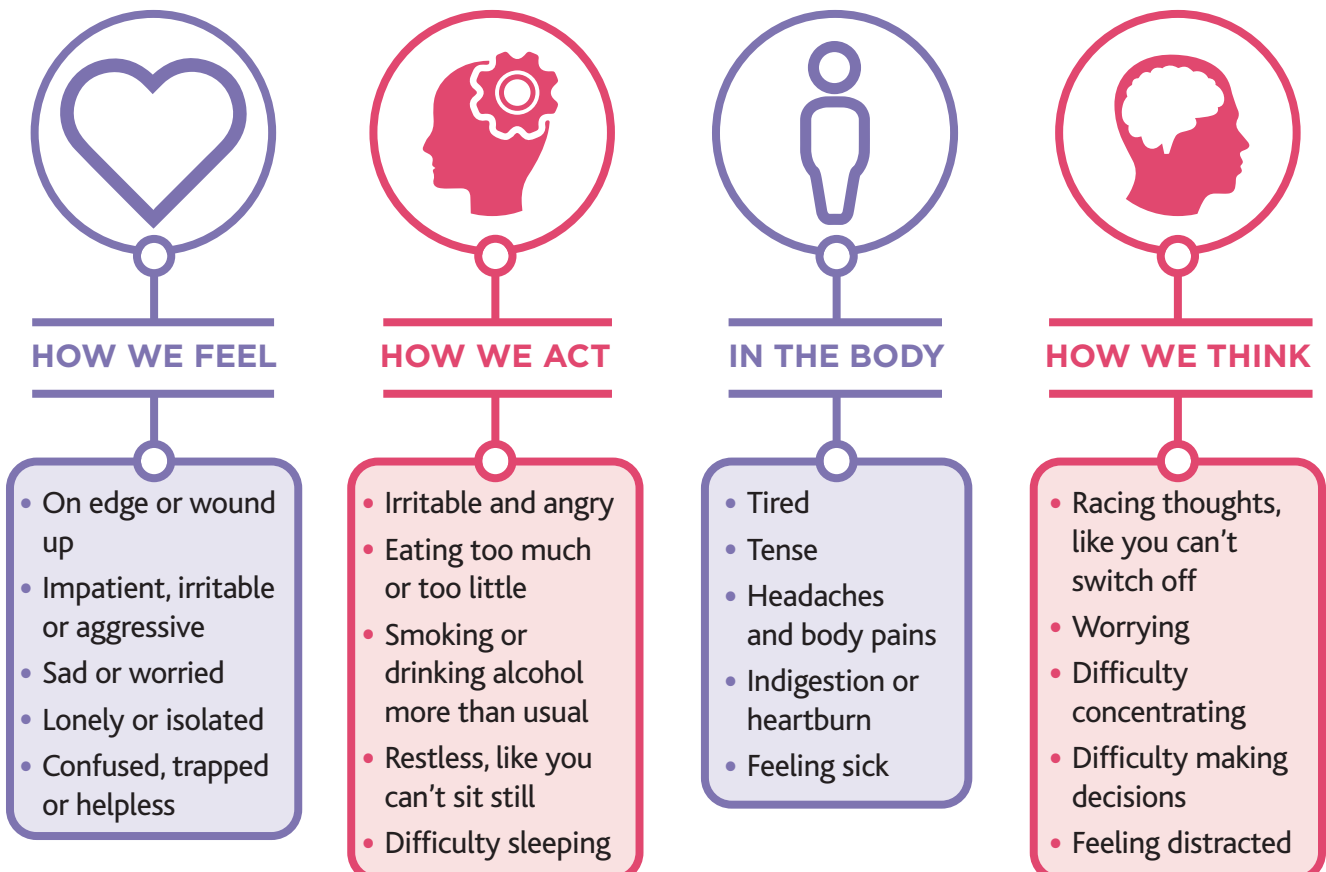 HOW WE FEEL
• On edge or wound
up
• Impatient, irritable
or aggressive
• Sad or worried
• Lonely or isolated
• Confused, trapped
or helpless
HOW WE ACT
• Irritable and angry
• Eating too much
or too little
• Smoking or
drinking alcohol
more than usual
• Restless, like you
can't sit still
• Difficulty sleeping
IN THE BODY
• Tired
• Tense
• Headaches
and body pains
• Indigestion or
heartburn
• Feeling sick
HOW WE THINK
• Racing thoughts,
like you can't
switch off
• Worrying
• Difficulty
concentrating
• Difficulty making
decisions
• Feeling distracted